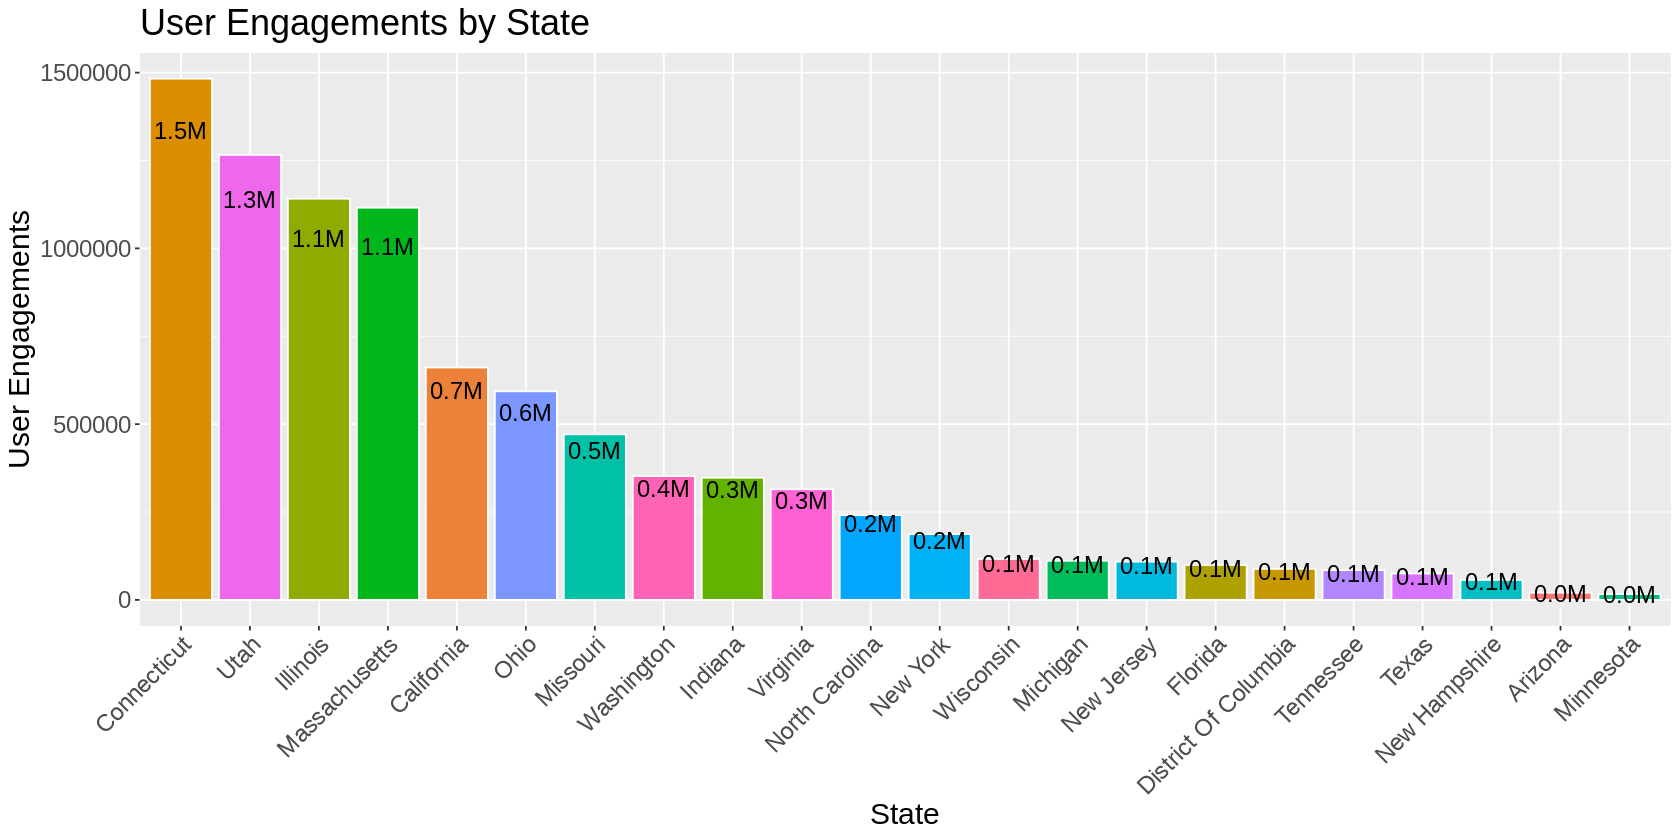 User Engagements by State
User Engagements
1500000
1000000
500000
0
1.5M
1.3M
1.1M
1.1M
0.7M
0.6M
0.5M
0.4M
0.3M
0.3M
0.2M
0.2M
0.1M
0.1M
0.1M
0.1M
0.1M
0.1M
0.1M
0.1M
0.0M
0.0M
Connecticut
Utah
Illinois
Massachusetts
California
Ohio
Missouri
Washington
Indiana
Virginia
North Carolina
New York
Wisconsin
Michigan
New Jersey
Florida
District Of Columbia
Tennessee
Texas
New Hampshire
Arizona
Minnesota
State